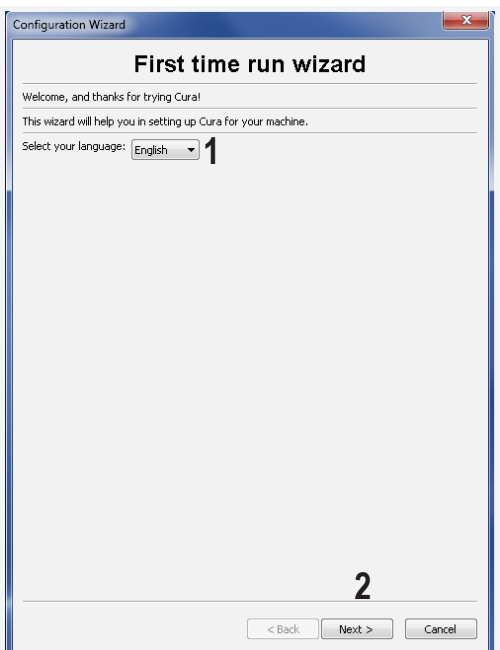 Configuration Wizard
First time run wizard
Welcome, and thanks for trying Cura!
This wizard will help you in setting up Cura for your machine.
Select your language: English 1
2
< Back Next > Cancel